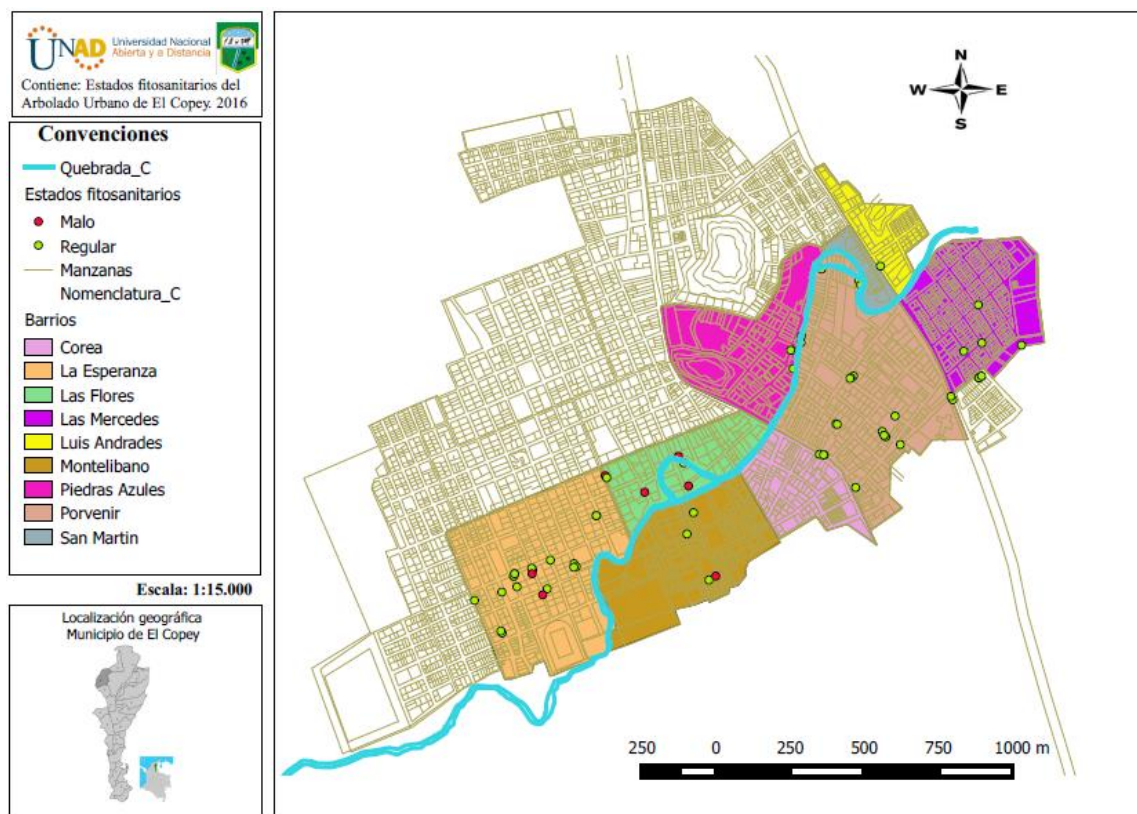 UNAD Universidad Nacional
Abierta y a Distancia
Contiene: Estados fitosanitarios del
Arbolado Urbano de El Copey. 2016
Convenciones
Quebrada_C
Estados fitosanitarios
Malo
Regular
Manzanas
Nomenclatura_C
Barrios
Corea
La Esperanza
Las Flores
Las Mercedes
Luis Andrades
Montelibano
Piedras Azules
Porvenir
San Martin
Escala: 1:15.000
Localización geográfica
Municipio de El Copey
N
W E
S
250 0 250 500 750 1000 m